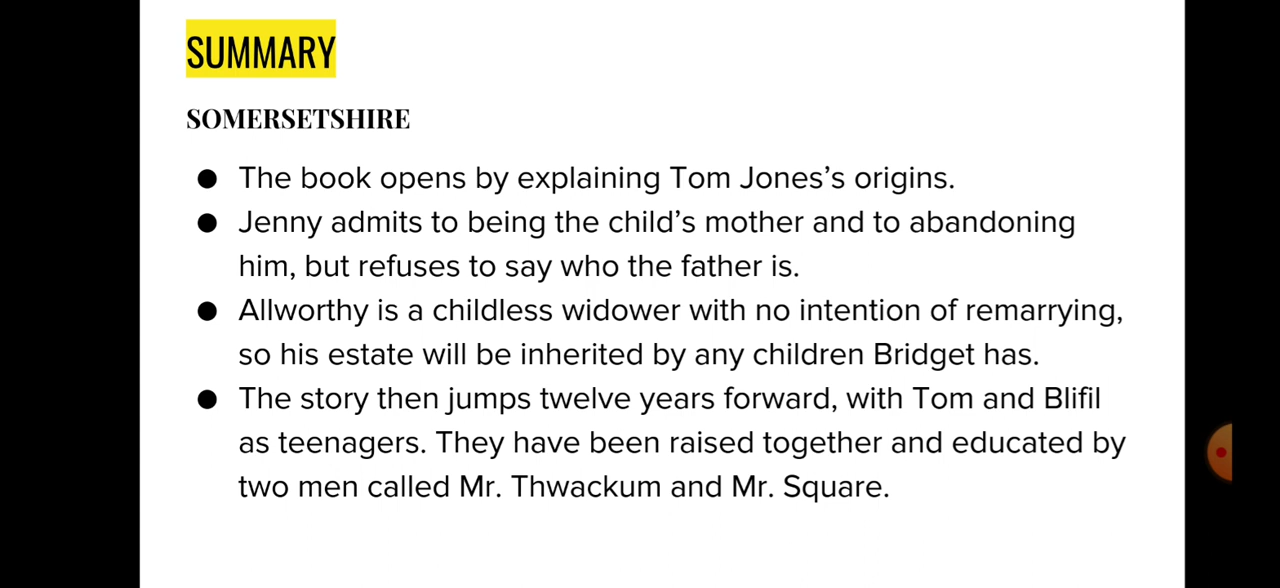 SUMMARY
SOMERSETSHIRE
● The book opens by explaining Tom Jones’s origins.
● Jenny admits to being the child’s mother and to abandoning
him, but refuses to say who the father is.
● Allworthy is a childless widower with no intention of remarrying,
so his estate will be inherited by any children Bridget has.
● The story then jumps twelve years forward, with Tom and Blifil
as teenagers. They have been raised together and educated by
two men called Mr. Thwackum and Mr. Square.